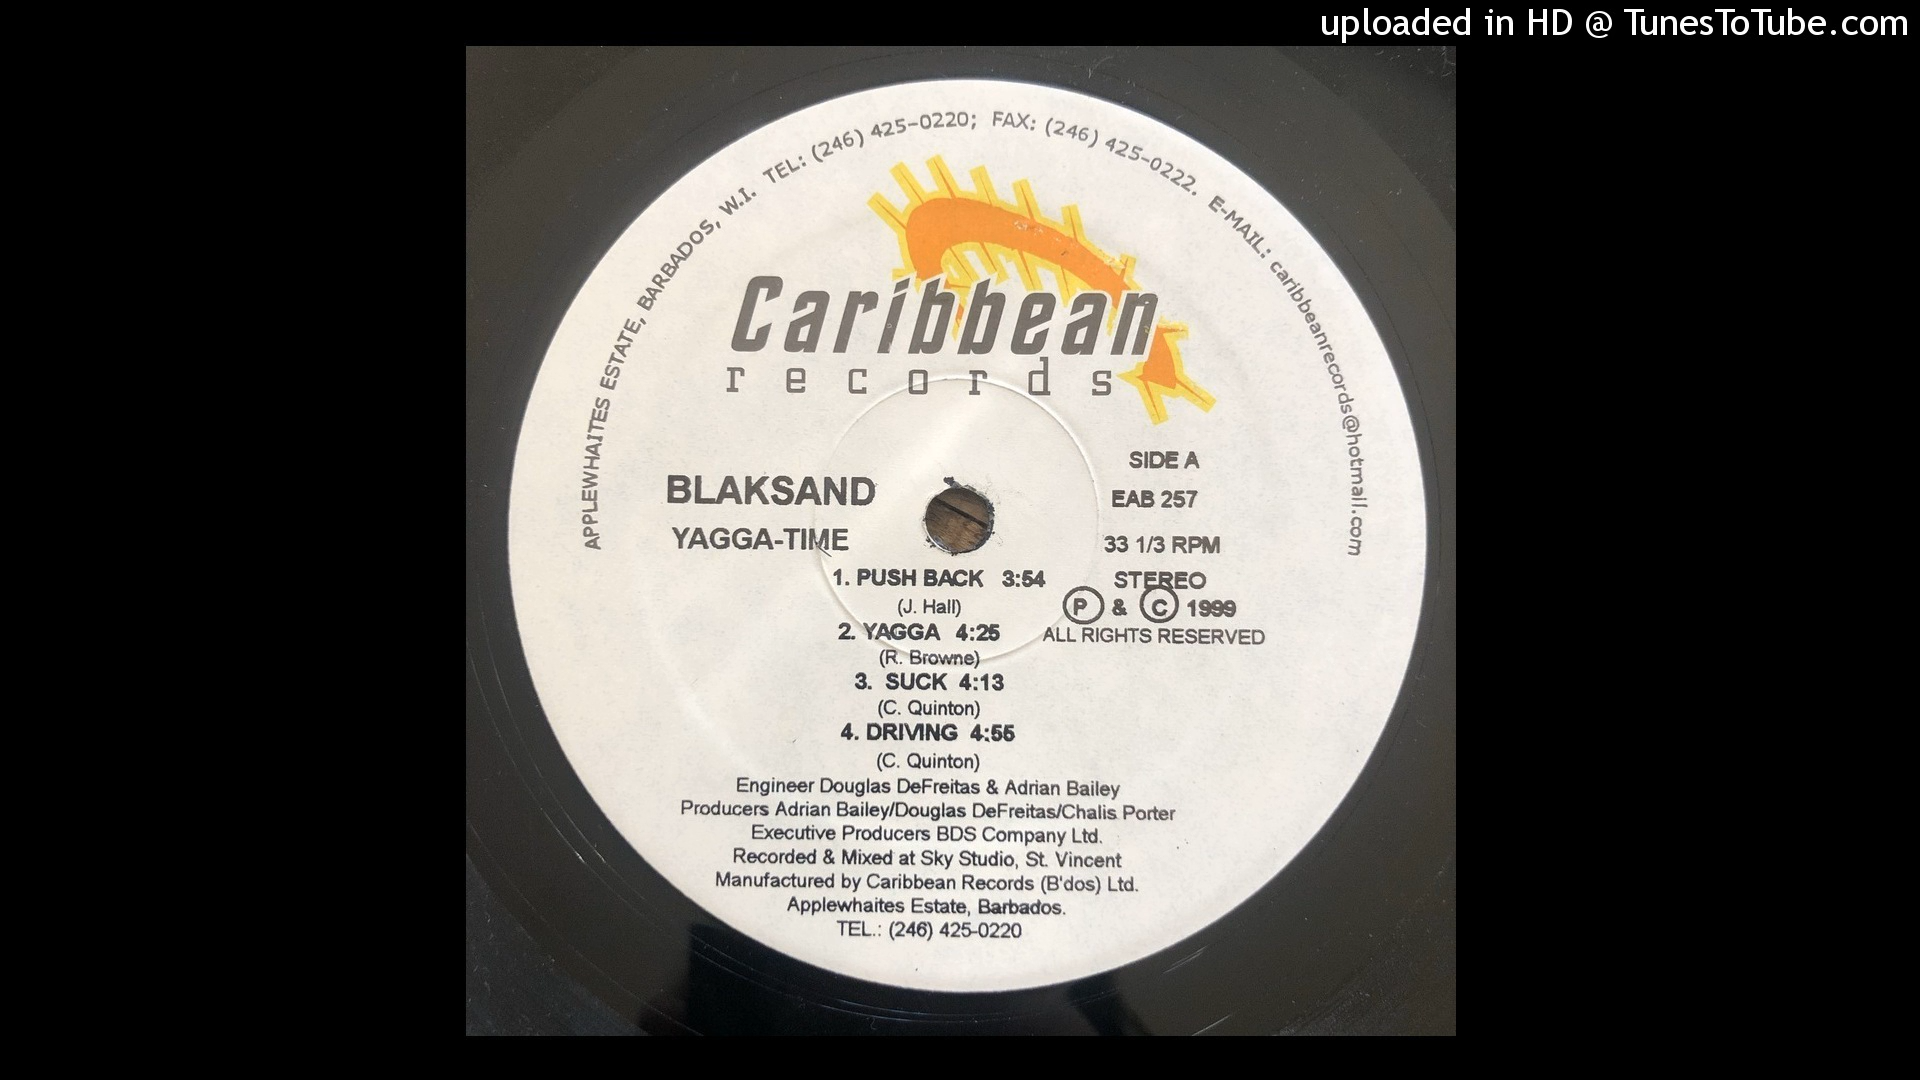 uploaded in HD @ TunesToTube.com
APPLEWHAITES ESTATE, BARBADOS, W.I. TEL: (246) 425-0220; FAX: (246) 425-0222. E-MAIL: caribbeanrecords@hotmail.com
Caribbean
records
SIDE A
BLAKSAND
EAB 257
YAGGA-TIME
33 1/3 RPM
1. PUSH BACK 3:54
STEREO
(J. Hall)
P & C 1999
2. YAGGA 4:25
ALL RIGHTS RESERVED
(R. Browne)
3. SUCK 4:13
(C. Quinton)
4. DRIVING 4:55
(C. Quinton)
Engineer Douglas DeFreitas & Adrian Bailey
Producers Adrian Bailey/Douglas DeFreitas/Chalis Porter
Executive Producers BDS Company Ltd.
Recorded & Mixed at Sky Studio, St. Vincent
Manufactured by Caribbean Records (B'dos) Ltd.
Applewhaites Estate, Barbados.
TEL.: (246) 425-0220